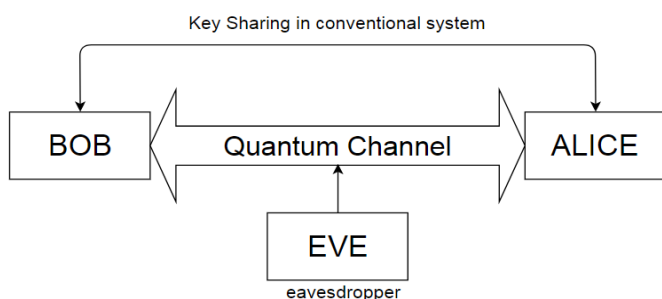 Key Sharing in conventional system
BOB
Quantum Channel
ALICE
EVE
eavesdropper